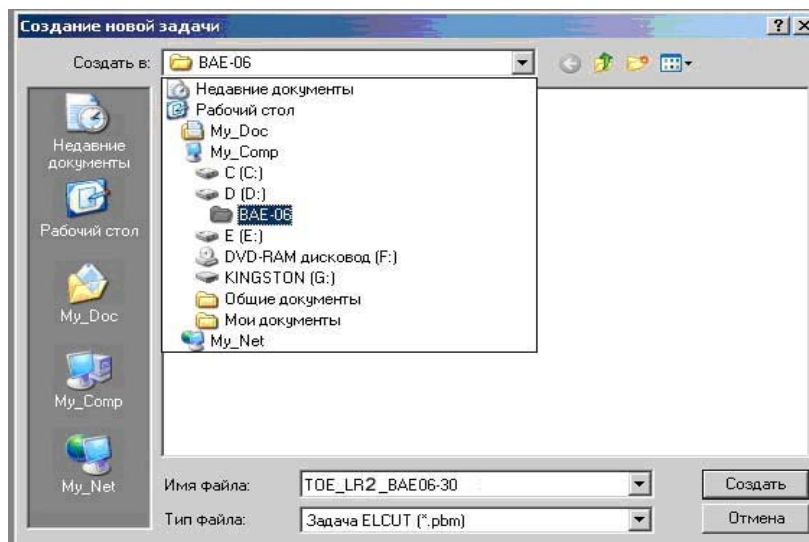 Создание новой задачи
Создать в:
BAE-06
Недавние документы
Рабочий стол
My_Doc
My_Comp
C (C:)
D (D:)
BAE-06
E (E:)
DVD-RAM дисковод (F:)
KINGSTON (G:)
Общие документы
Мои документы
My_Net
Недавние
документы
Рабочий стол
My_Doc
My_Comp
My_Net
Имя файла:
TOE_LR2_BAE06-30
Создать
Тип файла:
Задача ELCUT (*.pbm)
Отмена